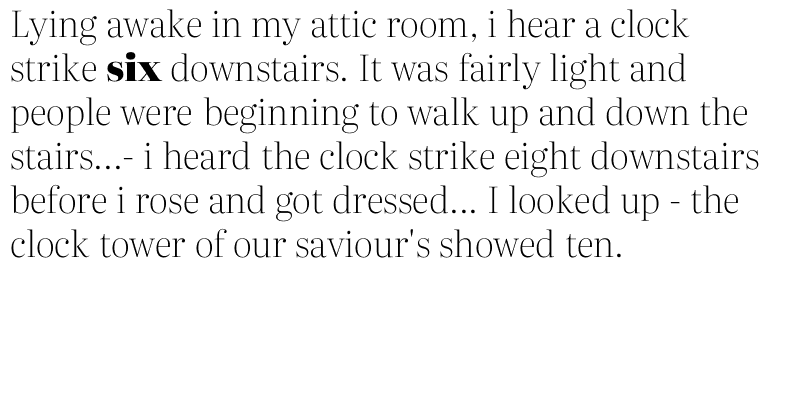 Lying awake in my attic room, i hear a clock
strike six downstairs. It was fairly light and
people were beginning to walk up and down the
stairs...- i heard the clock strike eight downstairs
before i rose and got dressed... I looked up - the
clock tower of our saviour's showed ten.